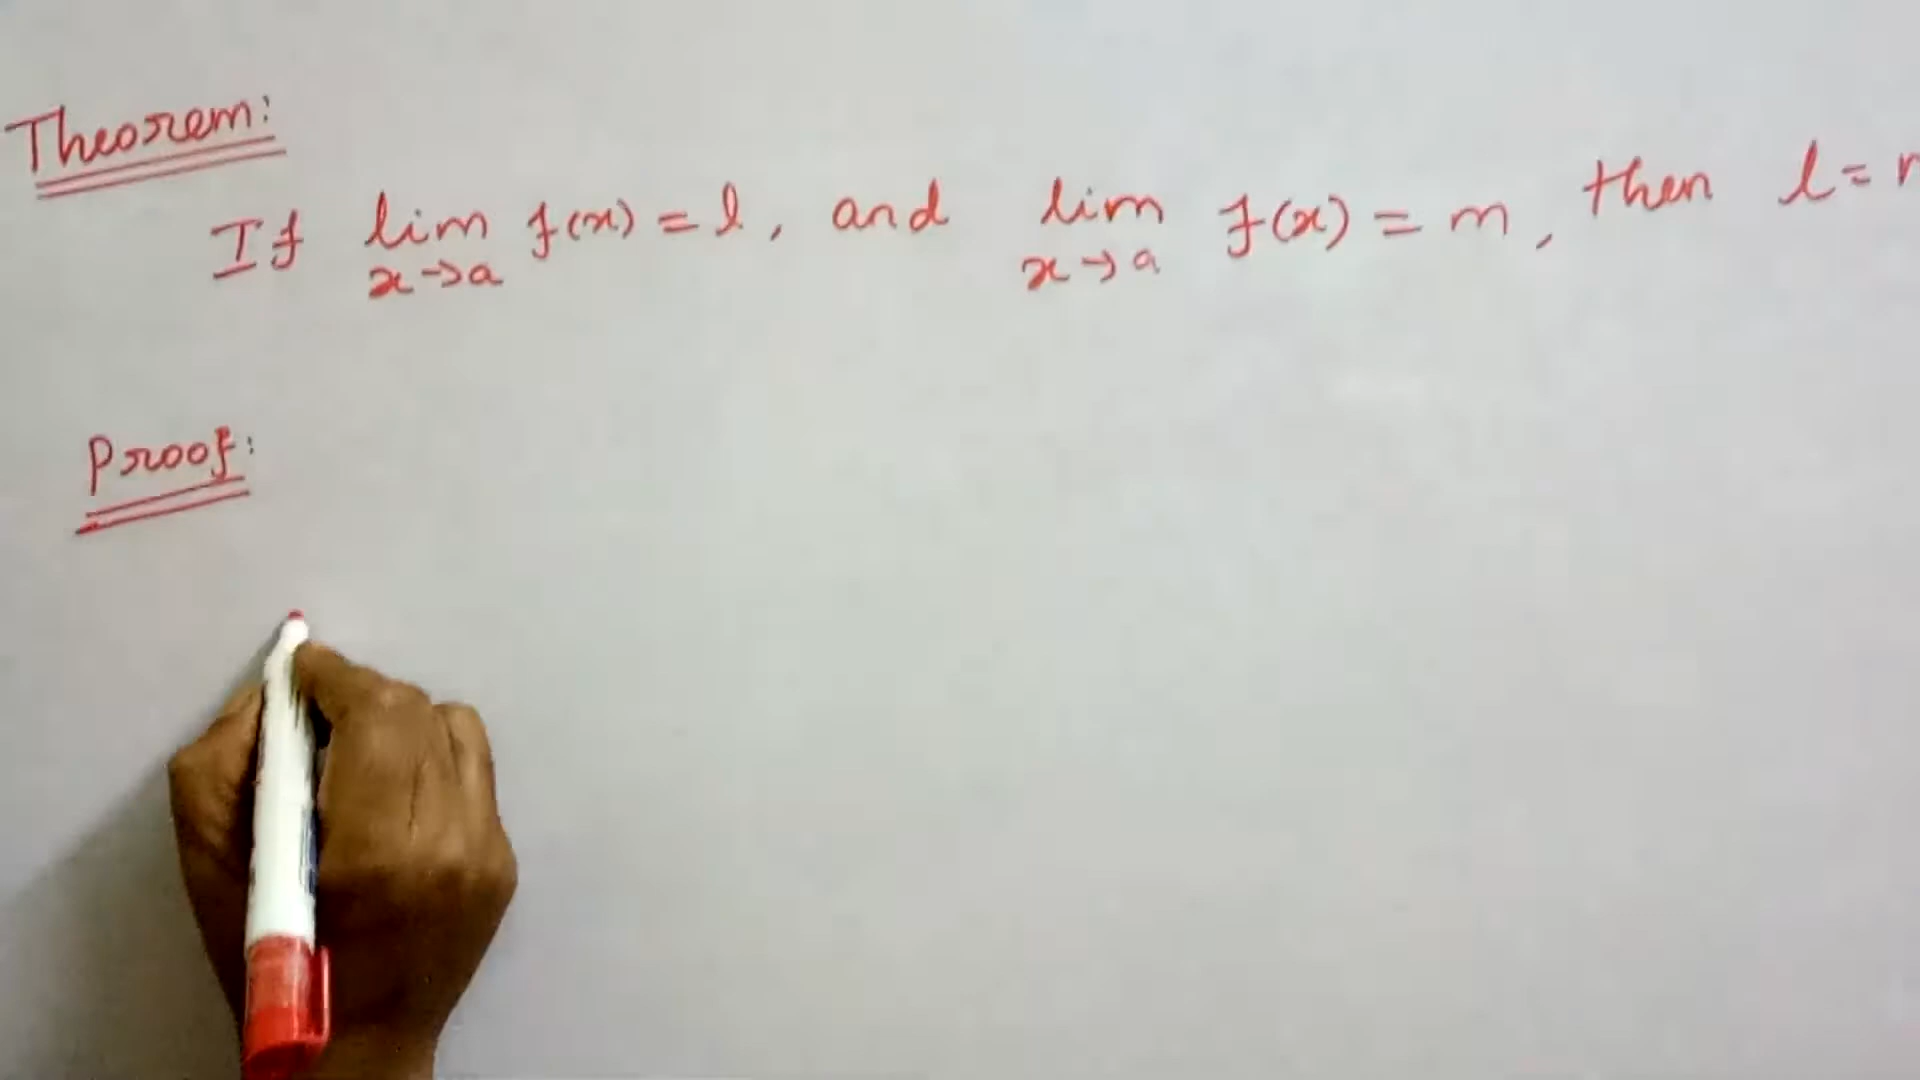 Theorem:
If lim f(x) = l, and lim f(x) = m, then l =
x→a x→a
Proof: